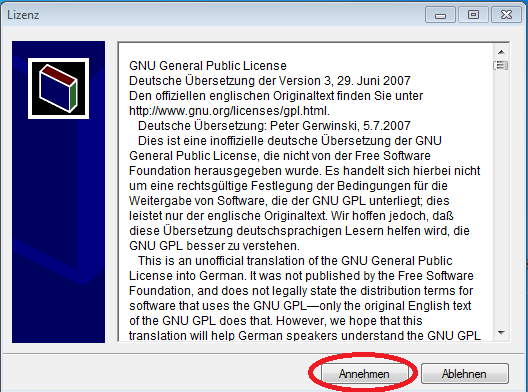 Lizenz
GNU General Public License
Deutsche Übersetzung der Version 3, 29. Juni 2007
Den offiziellen englischen Originaltext finden Sie unter
http://www.gnu.org/licenses/gpl.html.
Deutsche Übersetzung: Peter Gerwinski, 5.7.2007
Dies ist eine inoffizielle deutsche Übersetzung der GNU
General Public License, die nicht von der Free Software
Foundation herausgegeben wurde. Es handelt sich hierbei nicht
um eine rechtsgültige Festlegung der Bedingungen für die
Weitergabe von Software, die der GNU GPL unterliegt; dies
leistet nur der englische Originaltext. Wir hoffen jedoch, daß
diese Übersetzung deutschsprachigen Lesern helfen wird, die
GNU GPL besser zu verstehen.
This is an unofficial translation of the GNU General Public
License into German. It was not published by the Free Software
Foundation, and does not legally state the distribution terms for
software that uses the GNU GPL—only the original English text
of the GNU GPL does that. However, we hope that this
translation will help German speakers understand the GNU GPL
Annehmen
Ablehnen